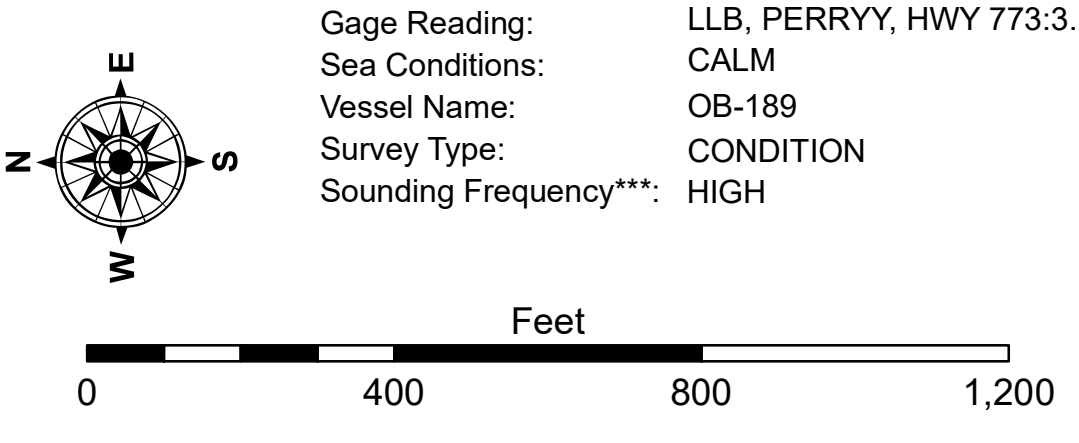 Gage Reading: LLB, PERRYY, HWY 773:3.
Sea Conditions: CALM
Vessel Name: OB-189
Survey Type: CONDITION
Sounding Frequency***: HIGH
E
N S
W
Feet
0 400 800 1,200